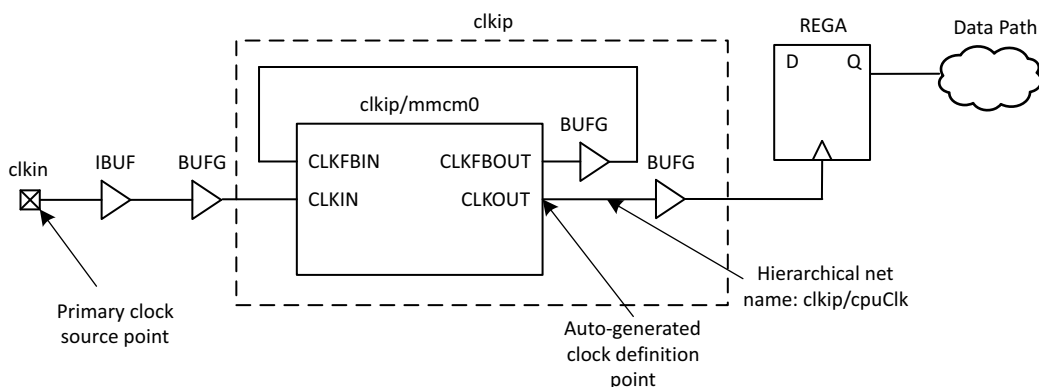 clkip
REGA
Data Path
D
Q
clkip/mmcm0
BUFG
clkin
IBUF
BUFG
CLKFBIN
CLKFBOUT
BUFG
CLKIN
CLKOUT
Primary clock
source point
Hierarchical net
name: clkip/cpuClk
Auto-generated
clock definition
point